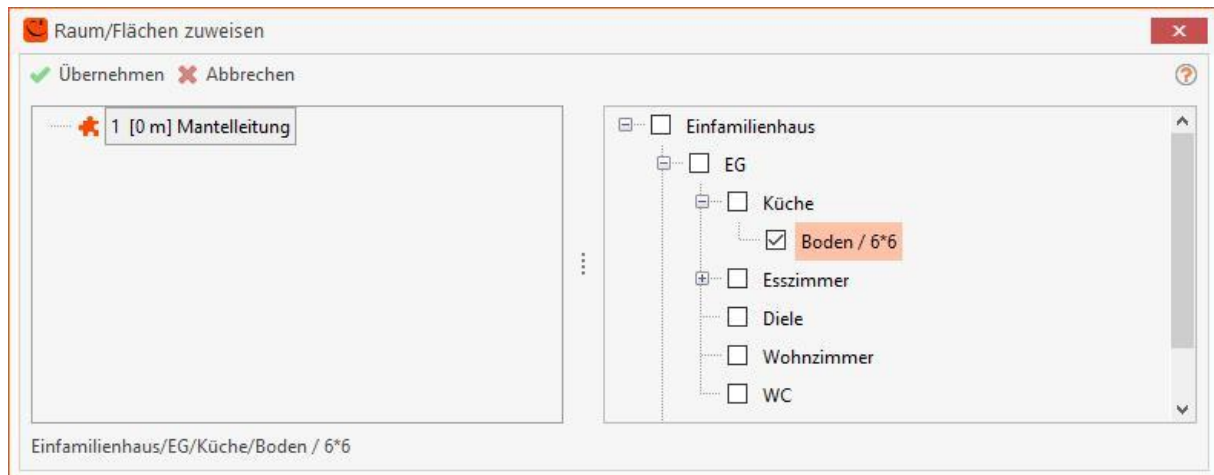 Raum/Flächen zuweisen
Übernehmen Abbrechen
1 [0 m] Mantelleitung
Einfamilienhaus
EG
Küche
Boden / 6*6
Esszimmer
Diele
Wohnzimmer
WC
Einfamilienhaus/EG/Küche/Boden / 6*6